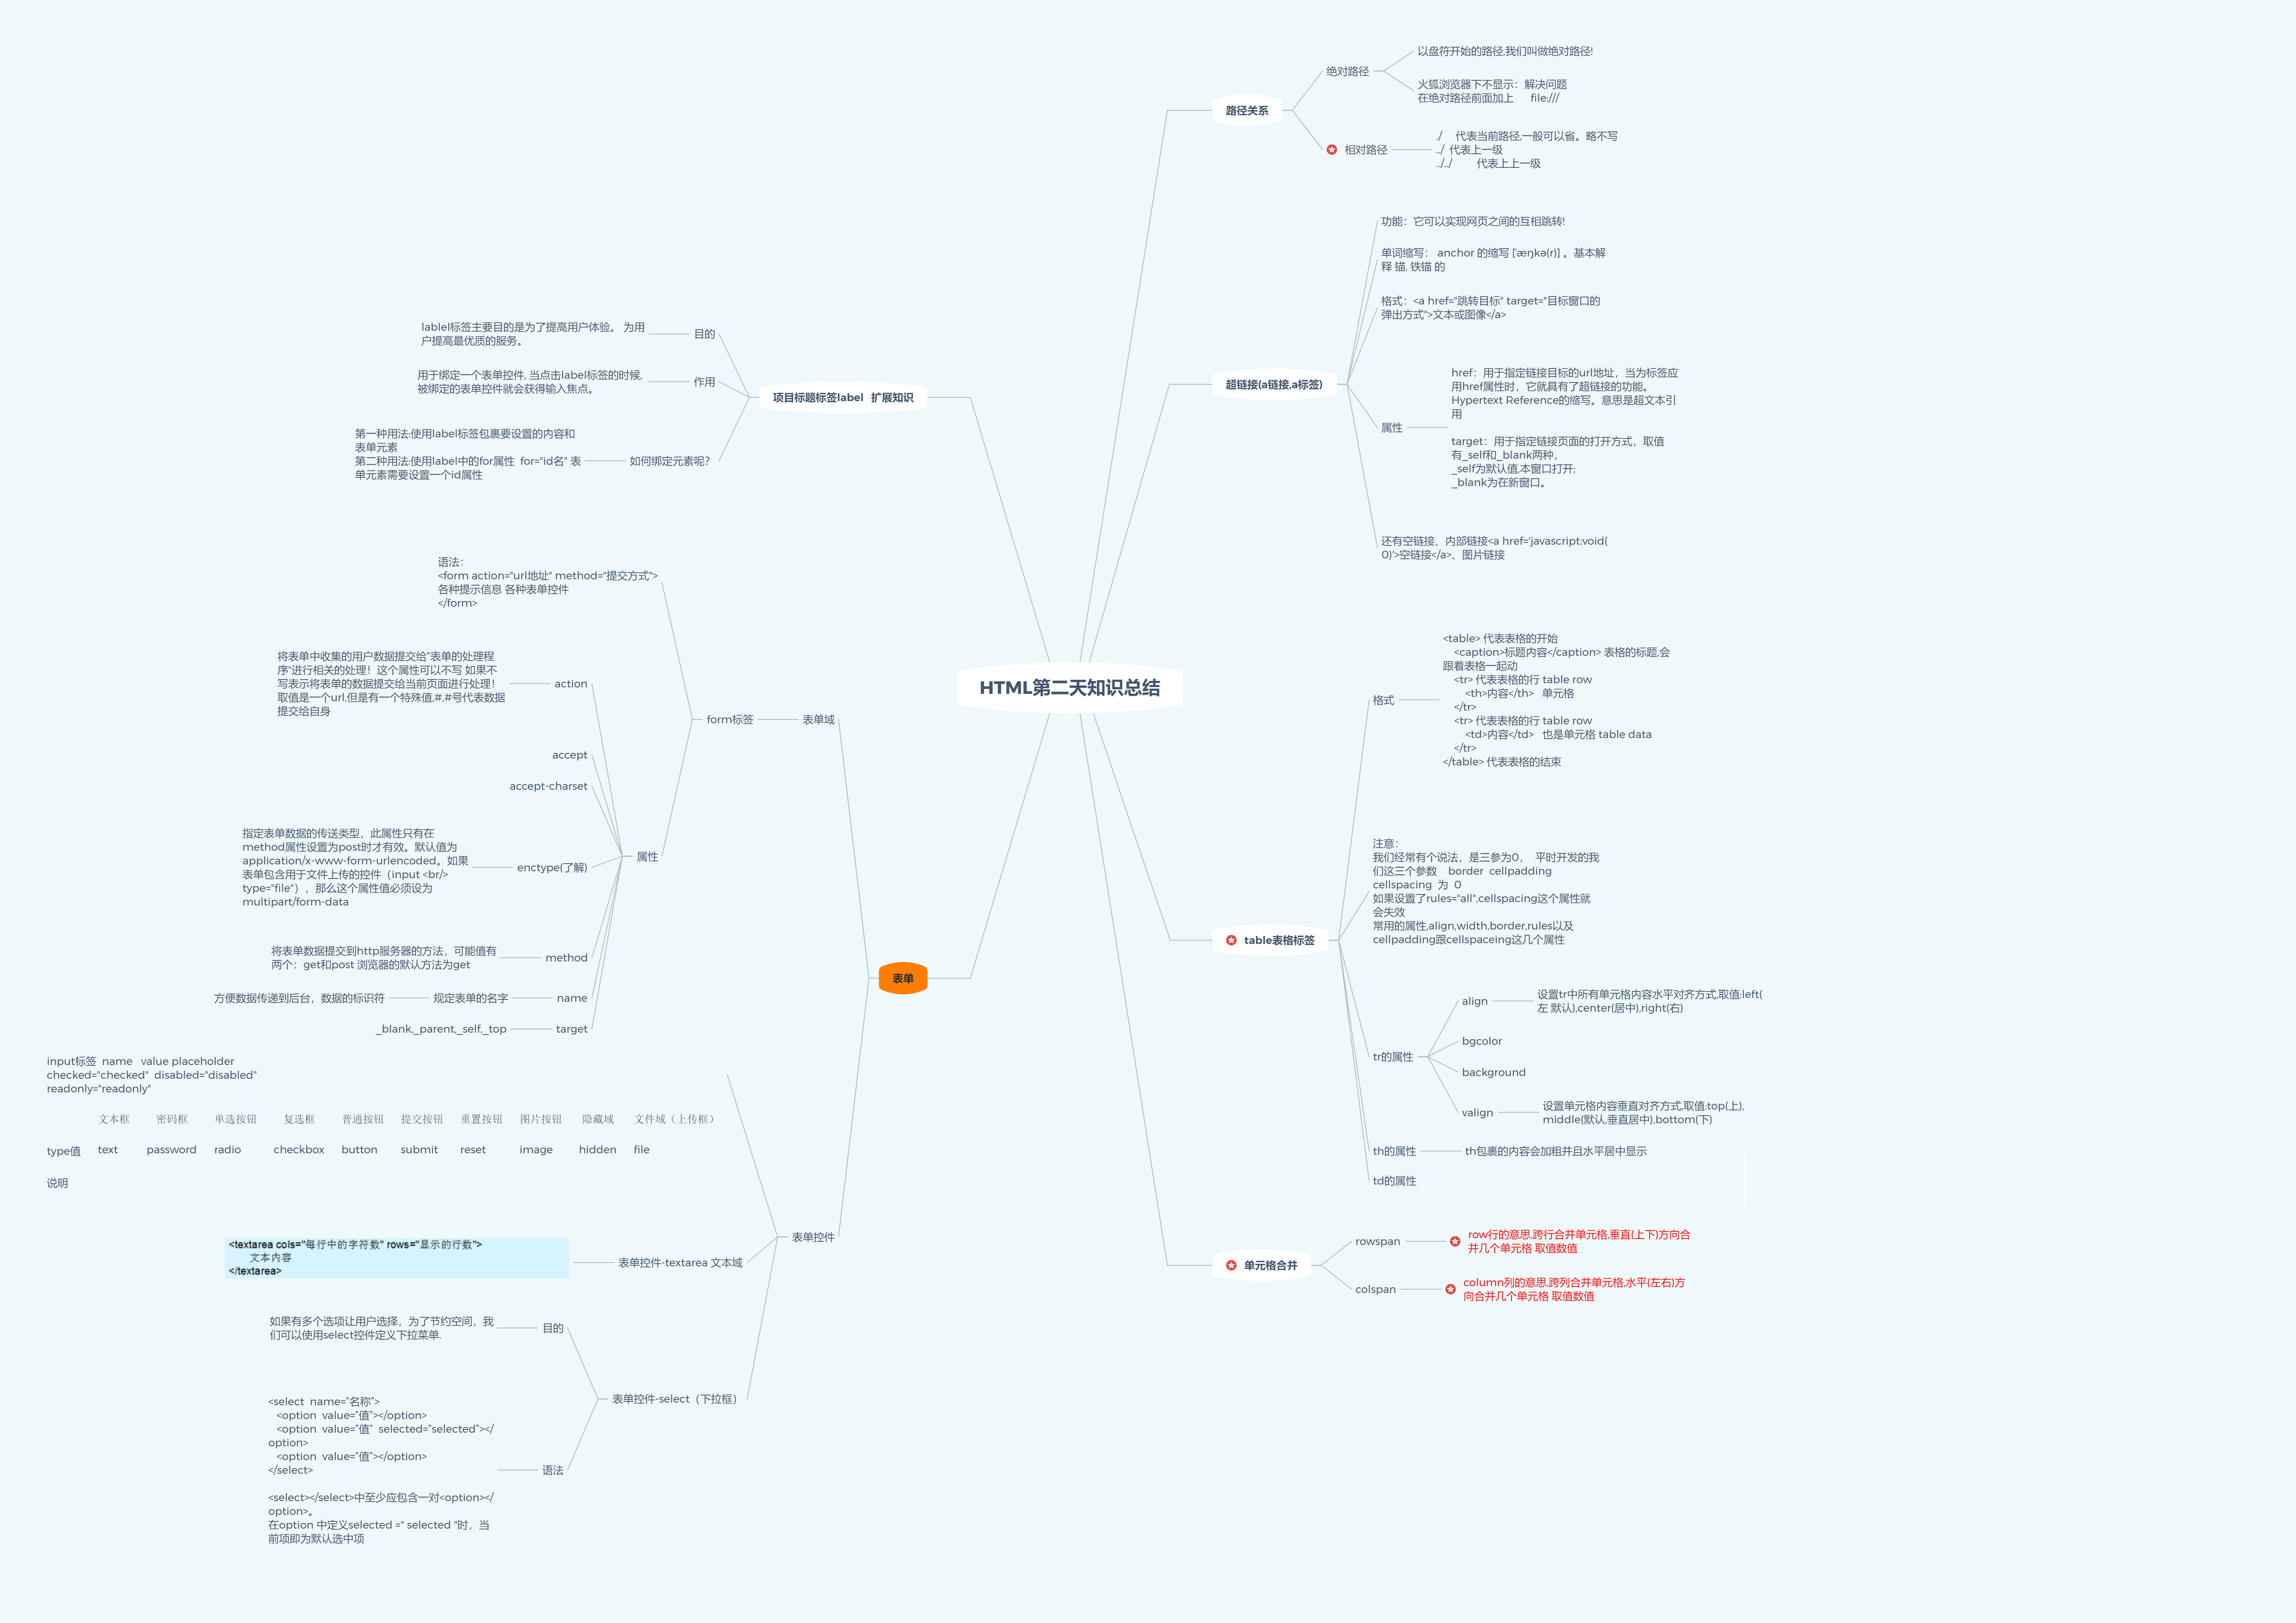 HTML第二天知识总结
路径关系
绝对路径
以盘符开始的路径,我们叫做绝对路径!
火狐浏览器下不显示：解决问题
在绝对路径前面加上 file:///
相对路径
./ 代表当前路径,一般可以省。略不写
../ 代表上一级
../../ 代表上上一级
超链接(a链接,a标签)
功能：它可以实现网页之间的互相跳转!
单词缩写： anchor 的缩写 ['æŋkə(r)] 。基本解
释 锚, 铁锚 的
格式：<a href="跳转目标" target="目标窗口的
弹出方式">文本或图像</a>
属性
href：用于指定链接目标的url地址，当为标签应
用href属性时，它就具有了超链接的功能。
Hypertext Reference的缩写。意思是超文本引
用
target：用于指定链接页面的打开方式，取值
有_self和_blank两种，
_self为默认值,本窗口打开;
_blank为在新窗口。
还有空链接、内部链接<a href='javascript:void(
0)'>空链接</a>、图片链接
table表格标签
格式
<table> 代表表格的开始
<caption>标题内容</caption> 表格的标题,会
跟着表格一起动
<tr> 代表表格的行 table row
<th>内容</th> 单元格
</tr>
<tr> 代表表格的行 table row
<td>内容</td> 也是单元格 table data
</tr>
</table> 代表表格的结束
注意：
我们经常有个说法，是三参为0， 平时开发的我
们这三个参数 border cellpadding
cellspacing 为 0
如果设置了rules="all",cellspacing这个属性就
会失效
常用的属性,align,width,border,rules以及
cellpadding跟cellspaceing这几个属性
tr的属性
align
设置tr中所有单元格内容水平对齐方式,取值:left(
左 默认),center(居中),right(右)
bgcolor
background
valign
设置单元格内容垂直对齐方式,取值:top(上),
middle(默认,垂直居中),bottom(下)
th的属性
th包裹的内容会加粗并且水平居中显示
td的属性
单元格合并
rowspan
row行的意思,跨行合并单元格,垂直(上下)方向合
并几个单元格 取值数值
colspan
column列的意思,跨列合并单元格,水平(左右)方
向合并几个单元格 取值数值
项目标题标签label 扩展知识
目的
lablel标签主要目的是为了提高用户体验。 为用
户提高最优质的服务。
作用
用于绑定一个表单控件, 当点击label标签的时候,
被绑定的表单控件就会获得输入焦点。
如何绑定元素呢?
第一种用法:使用label标签包裹要设置的内容和
表单元素
第二种用法:使用label中的for属性 for="id名" 表
单元素需要设置一个id属性
表单
表单域
form标签
语法：
<form action="url地址" method="提交方式">
各种提示信息 各种表单控件
</form>
属性
action
将表单中收集的用户数据提交给"表单的处理程
序"进行相关的处理！这个属性可以不写 如果不
写表示将表单的数据提交给当前页面进行处理！
取值是一个url,但是有一个特殊值,#,#号代表数据
提交给自身
accept
accept-charset
enctype(了解)
指定表单数据的传送类型，此属性只有在
method属性设置为post时才有效。默认值为
application/x-www-form-urlencoded。如果
表单包含用于文件上传的控件（input <br/>
type="file"）, 那么这个属性值必须设为
multipart/form-data
method
将表单数据提交到http服务器的方法，可能值有
两个：get和post 浏览器的默认方法为get
name
规定表单的名字
方便数据传递到后台，数据的标识符
target
_blank,_parent,_self,_top
表单控件
input标签 name value placeholder
checked="checked" disabled="disabled"
readonly="readonly"
文本框 密码框 单选按钮 复选框 普通按钮 提交按钮 重置按钮 图片按钮 隐藏域 文件域（上传框）
type值 text password radio checkbox button submit reset image hidden file
说明
表单控件-textarea 文本域
<textarea cols="每行中的字符数" rows="显示的行数">
文本内容
</textarea>
表单控件-select（下拉框）
目的
如果有多个选项让用户选择，为了节约空间，我
们可以使用select控件定义下拉菜单.
语法
<select name="名称">
<option value="值"></option>
<option value="值" selected="selected"></
option>
<option value="值"></option>
</select>
<select></select>中至少应包含一对<option></
option>。
在option 中定义selected =" selected "时，当
前项即为默认选中项